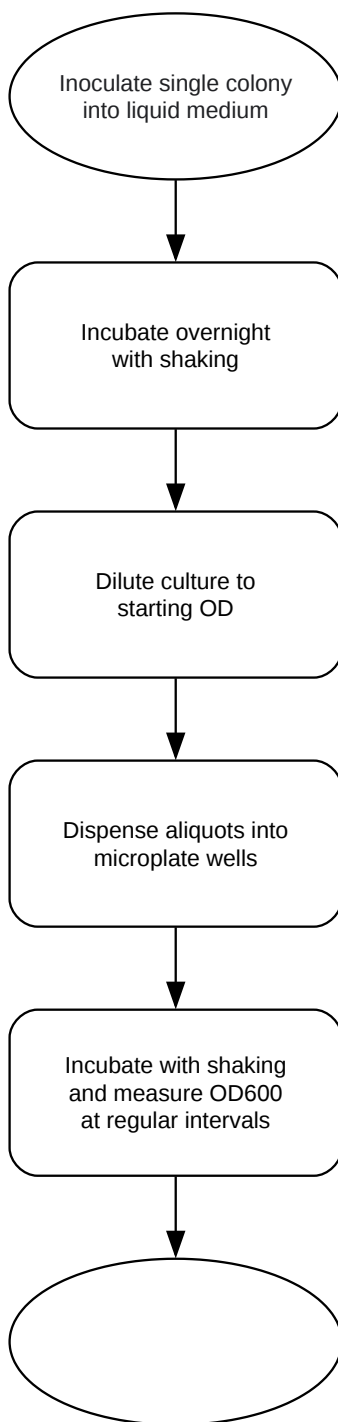 Inoculate single colony
into liquid medium
Incubate overnight
with shaking
Dilute culture to
starting OD
Dispense aliquots into
microplate wells
Incubate with shaking
and measure OD600
at regular intervals